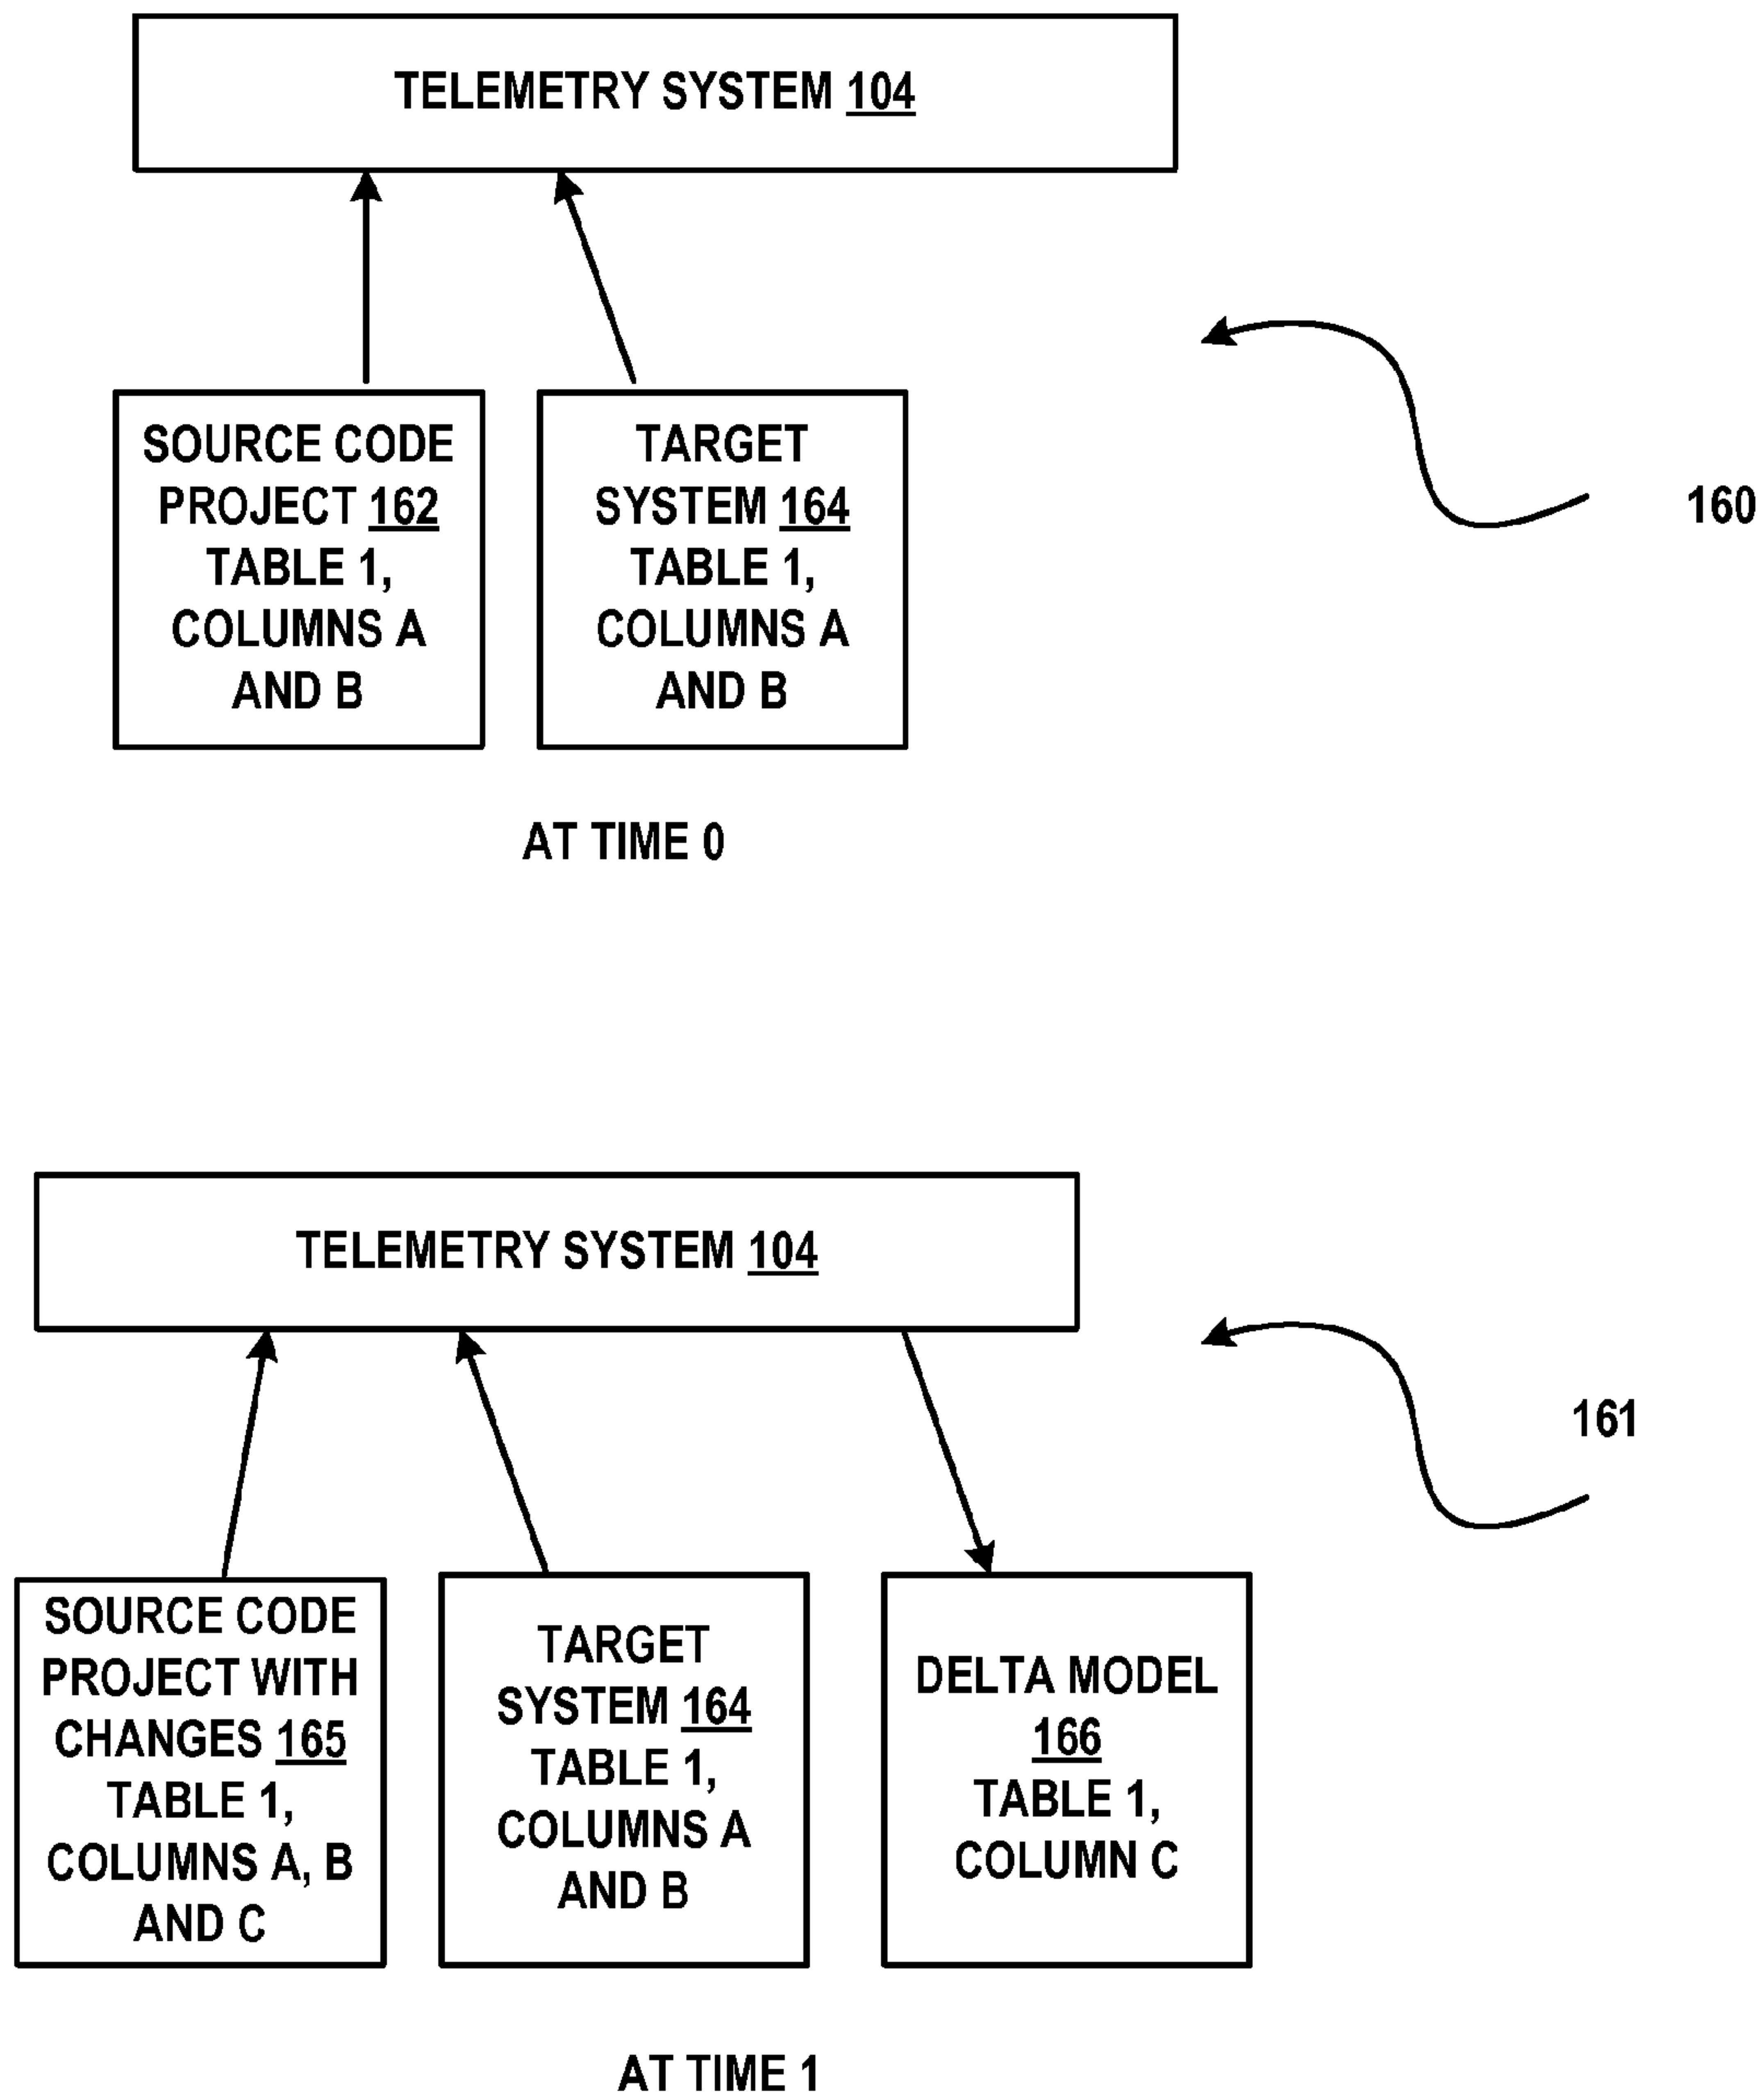 TELEMETRY SYSTEM 104
SOURCE CODE
PROJECT 162
TABLE 1,
COLUMNS A
AND B
TARGET
SYSTEM 164
TABLE 1,
COLUMNS A
AND B
160
AT TIME 0
TELEMETRY SYSTEM 104
161
SOURCE CODE
PROJECT WITH
CHANGES 165
TABLE 1,
COLUMNS A, B
AND C
TARGET
SYSTEM 164
TABLE 1,
COLUMNS A
AND B
DELTA MODEL
166
TABLE 1,
COLUMN C
AT TIME 1